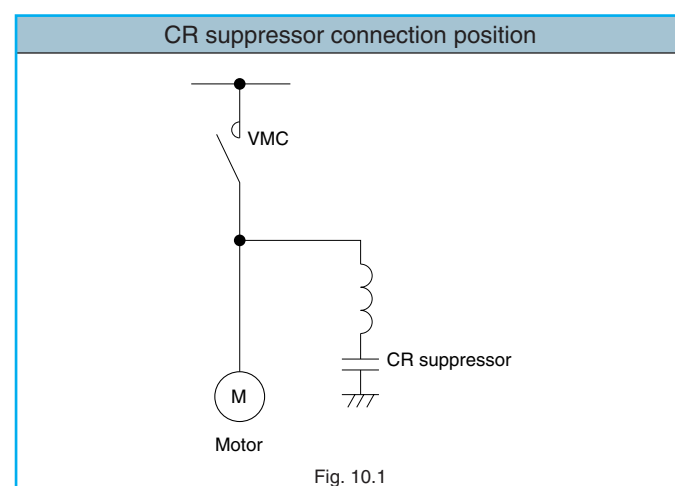 CR suppressor connection position
VMC
CR suppressor
M
Motor
Fig. 10.1